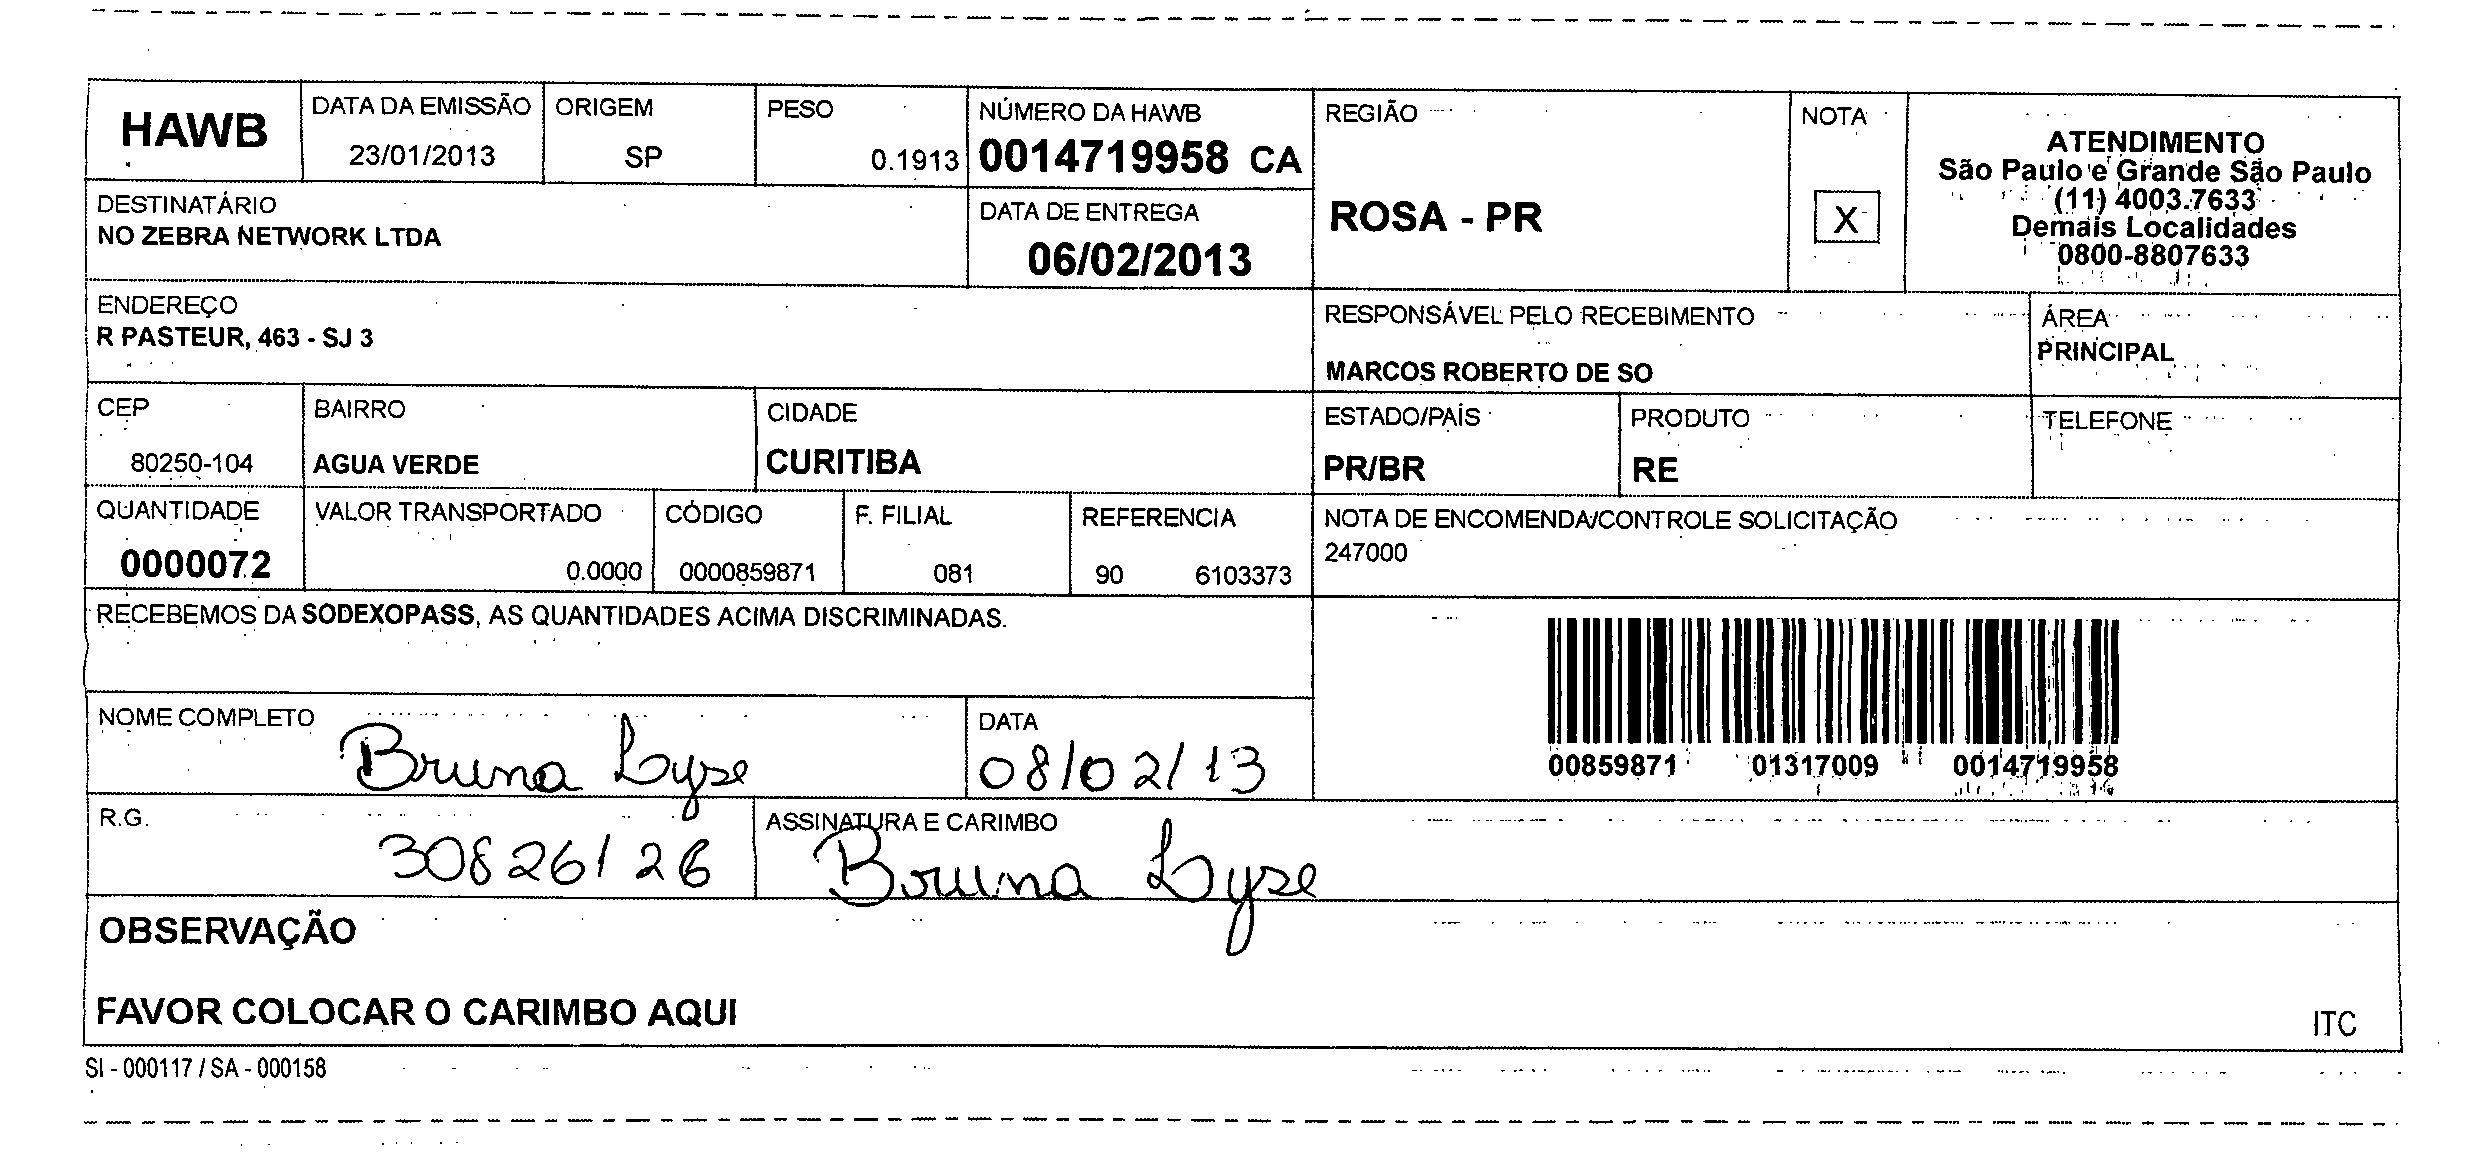 HAWB
DATA DA EMISSÃO
23/01/2013
ORIGEM
SP
PESO
0.1913
NÚMERO DA HAWB
0014719958 CA
REGIÃO
ROSA - PR
NOTA
X
ATENDIMENTO
São Paulo e Grande São Paulo
(11) 4003.7633
Demais Localidades
0800-8807633
DESTINATÁRIO
NO ZEBRA NETWORK LTDA
DATA DE ENTREGA
06/02/2013
ENDEREÇO
R PASTEUR, 463 - SJ 3
RESPONSÁVEL PELO RECEBIMENTO
MARCOS ROBERTO DE SO
ÁREA
PRINCIPAL
CEP
80250-104
BAIRRO
AGUA VERDE
CIDADE
CURITIBA
ESTADO/PAÍS
PR/BR
PRODUTO
RE
TELEFONE
QUANTIDADE
0000072
VALOR TRANSPORTADO
0.0000
CÓDIGO
0000859871
F. FILIAL
081
REFERENCIA
90 6103373
NOTA DE ENCOMENDA/CONTROLE SOLICITAÇÃO
247000
RECEBEMOS DA SODEXOPASS, AS QUANTIDADES ACIMA DISCRIMINADAS.
00859871 01317009 0014719958
NOME COMPLETO
Bruna Lyse
DATA
08/02/13
R.G.
30826126
ASSINATURA E CARIMBO
Bruna Lyse
OBSERVAÇÃO
FAVOR COLOCAR O CARIMBO AQUI
ITC
SI - 000117 / SA - 000158